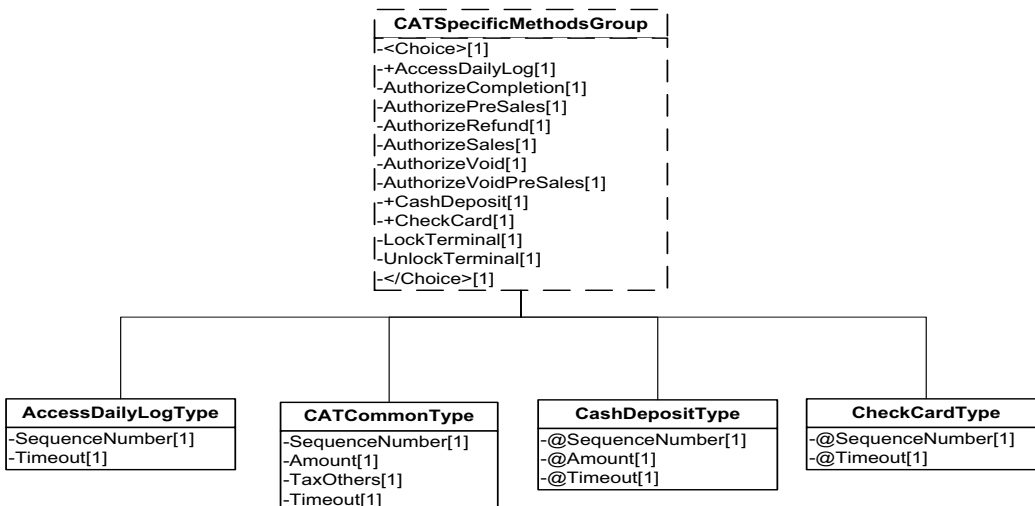 CATSpecificMethodsGroup
-<Choice>[1]
-+AccessDailyLog[1]
-AuthorizeCompletion[1]
-AuthorizePreSales[1]
-AuthorizeRefund[1]
-AuthorizeSales[1]
-AuthorizeVoid[1]
-AuthorizeVoidPreSales[1]
-+CashDeposit[1]
-+CheckCard[1]
-LockTerminal[1]
-UnlockTerminal[1]
-</Choice>[1]
AccessDailyLogType
-SequenceNumber[1]
-Timeout[1]
CATCommonType
-SequenceNumber[1]
-Amount[1]
-TaxOthers[1]
-Timeout[1]
CashDepositType
-@SequenceNumber[1]
-@Amount[1]
-@Timeout[1]
CheckCardType
-@SequenceNumber[1]
-@Timeout[1]